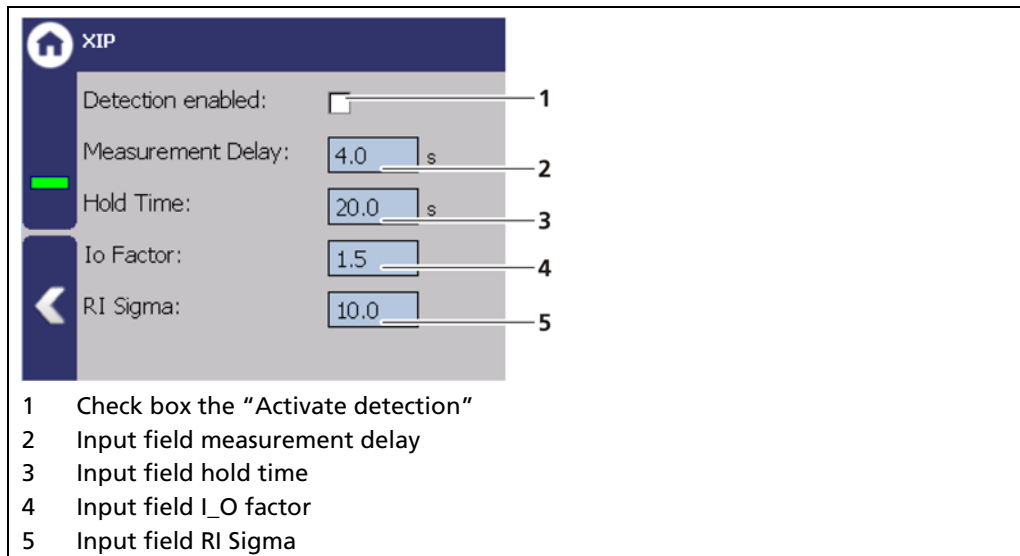 XIP
Detection enabled: 1
Measurement Delay: 4.0 s 2
Hold Time: 20.0 s 3
Io Factor: 1.5 4
RI Sigma: 10.0 5
1 Check box the “Activate detection”
2 Input field measurement delay
3 Input field hold time
4 Input field I_O factor
5 Input field RI Sigma